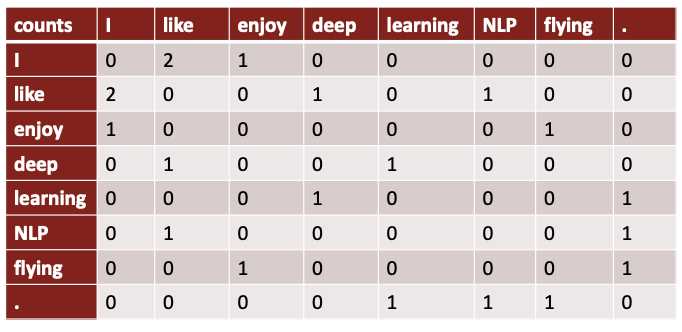 counts I like enjoy deep learning NLP flying .
I 0 2 1 0 0 0 0 0
like 2 0 0 1 0 1 0 0
enjoy 1 0 0 0 0 0 1 0
deep 0 1 0 0 1 0 0 0
learning 0 0 0 1 0 0 0 1
NLP 0 1 0 0 0 0 0 1
flying 0 0 1 0 0 0 0 1
. 0 0 0 0 1 1 1 0